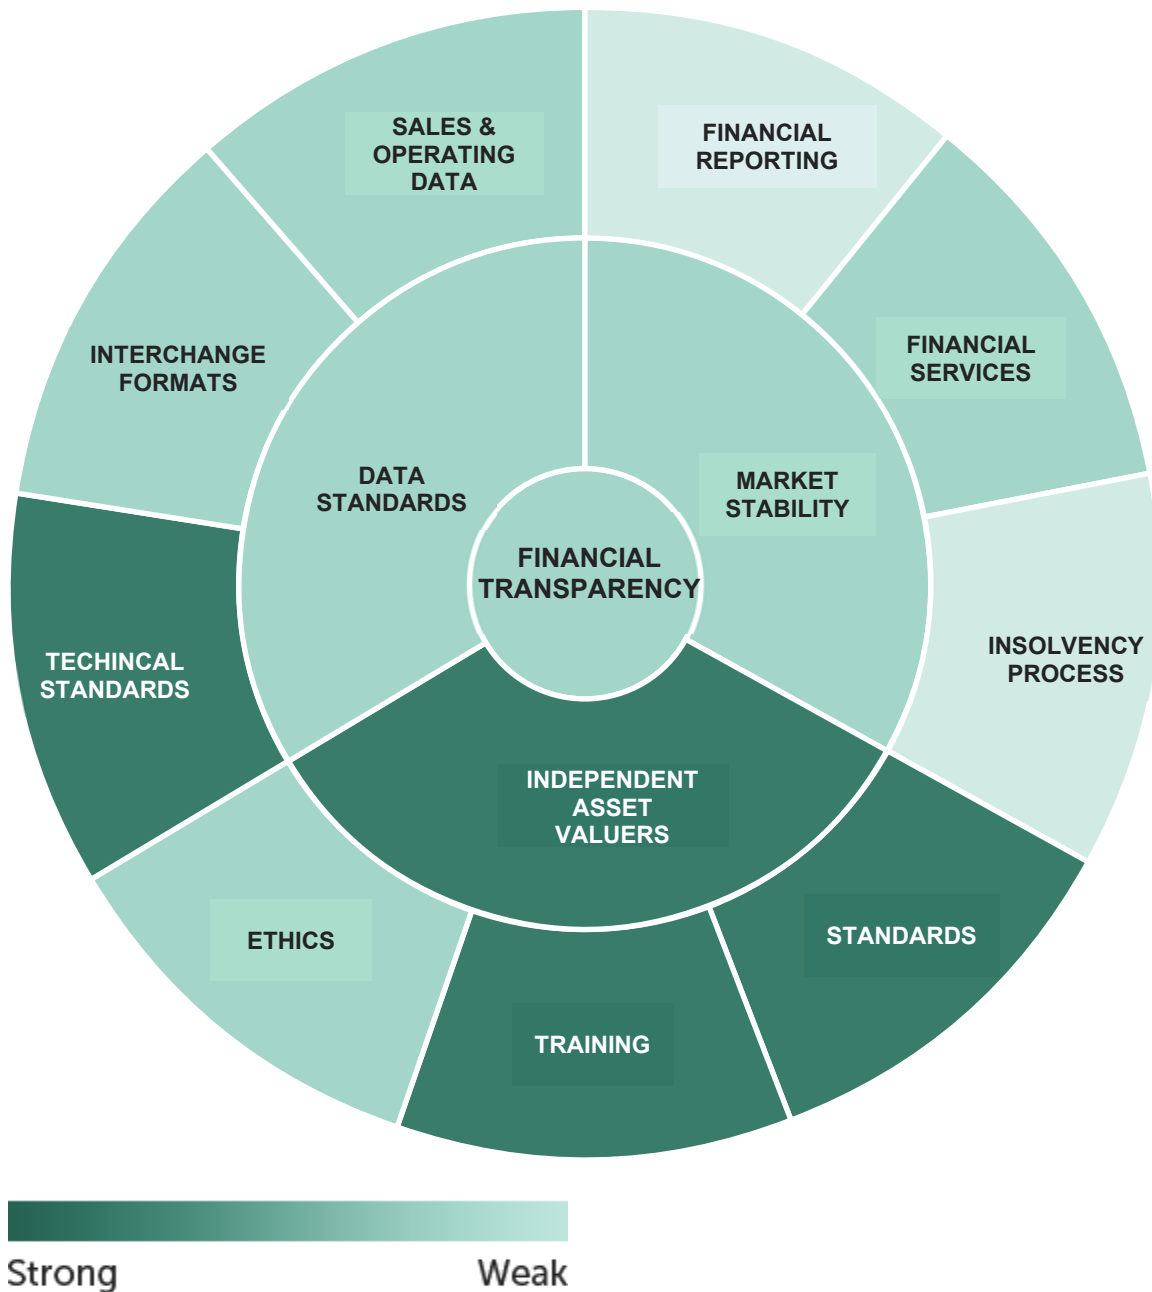 SALES &
OPERATING
DATA
FINANCIAL
REPORTING
INTERCHANGE
FORMATS
FINANCIAL
SERVICES
DATA
STANDARDS
MARKET
STABILITY
FINANCIAL
TRANSPARENCY
TECHINCAL
STANDARDS
INSOLVENCY
PROCESS
INDEPENDENT
ASSET
VALUERS
ETHICS
STANDARDS
TRAINING
Strong
Weak